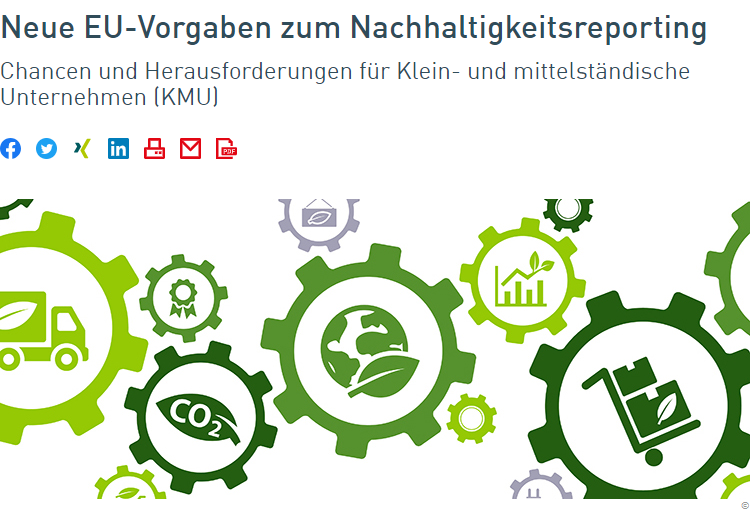 Neue EU-Vorgaben zum Nachhaltigkeitsreporting
Chancen und Herausforderungen für Klein- und mittelständische
Unternehmen (KMU)
PDF
CO2
©